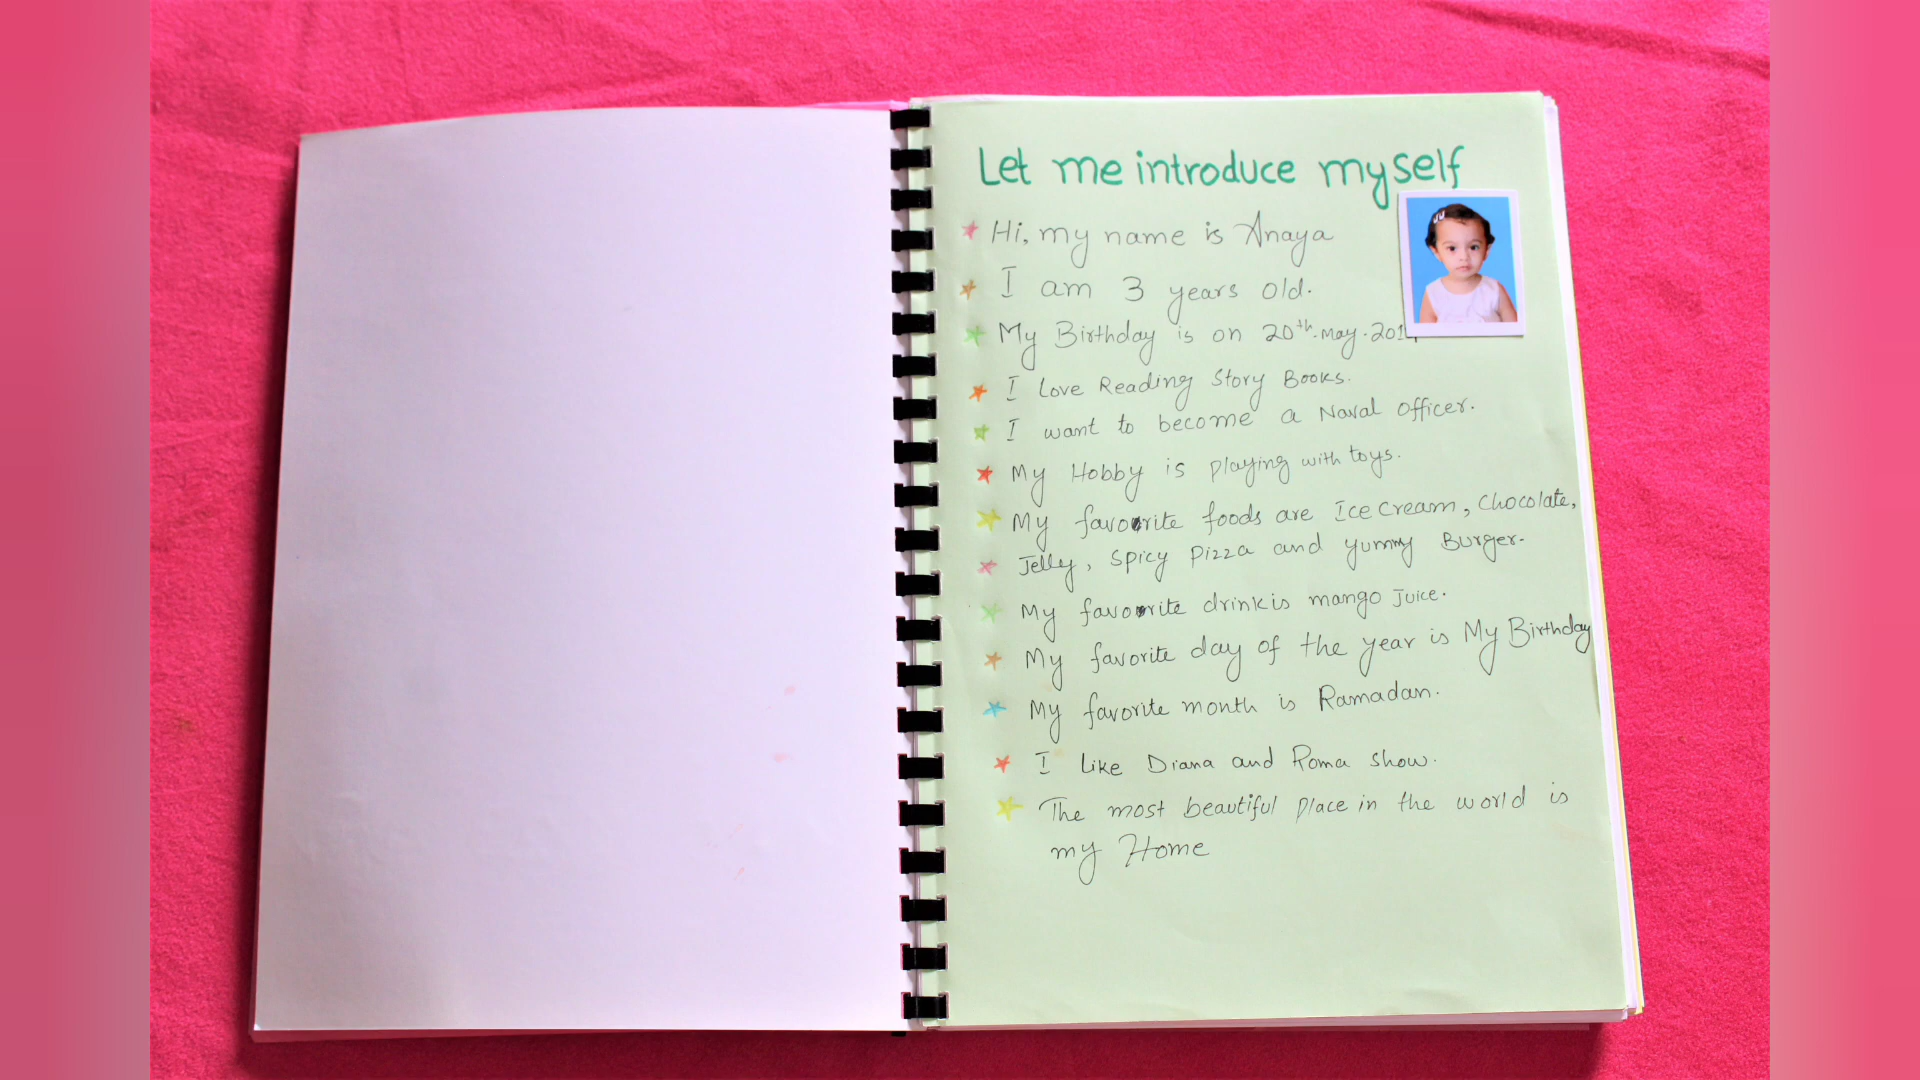 Let me introduce myself
Hi, my name is Anaya
I am 3 years old.
My Birthday is on 20th.may.201
I love Reading Story Books.
I want to become a Naval officer.
My Hobby is playing with toys.
My favorite foods are Ice cream, chocolate,
Jelly, spicy pizza and yummy Burger.
My favorite drink is mango Juice.
My favorite day of the year is My Birthday
My favorite month is Ramadan.
I like Diana and Roma show.
The most beautiful place in the world is
my Home